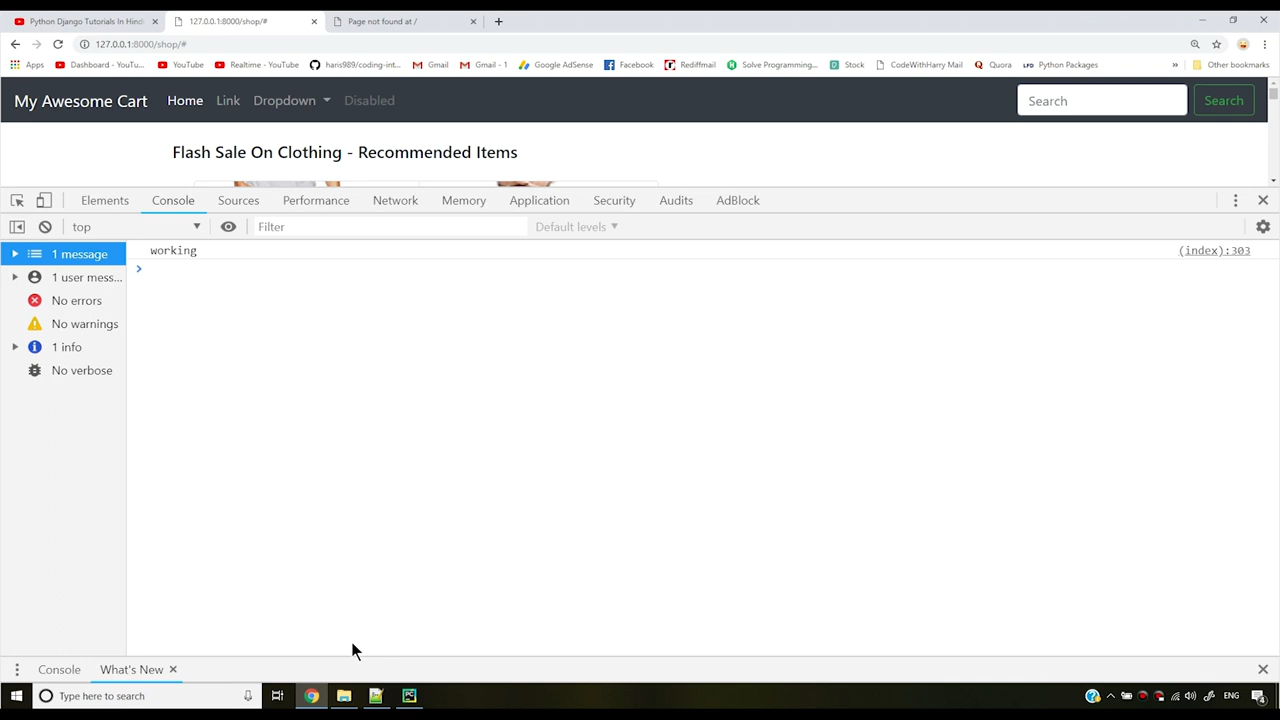 Python Django Tutorials In Hindi
127.0.0.1:8000/shop/#
Page not found at /
127.0.0.1:8000/shop/#
Apps
Dashboard - YouTu...
YouTube
Realtime - YouTube
haris989/coding-int...
Gmail
Gmail - 1
Google AdSense
Facebook
Rediffmail
Solve Programming...
Stock
CodeWithHarry Mail
Quora
Python Packages
»
Other bookmarks
My Awesome Cart
Home
Link
Dropdown
Disabled
Search
Search
Flash Sale On Clothing - Recommended Items
Elements
Console
Sources
Performance
Network
Memory
Application
Security
Audits
AdBlock
top
Filter
Default levels
1 message
working
(index):303
1 user mess...
No errors
No warnings
1 info
No verbose
Console
What's New
Type here to search
ENG
4